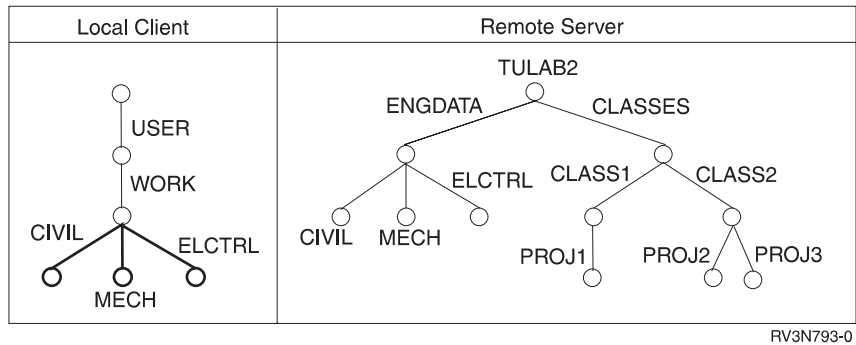 Local Client
Remote Server
USER
WORK
CIVIL
ELCTRL
MECH
TULAB2
ENGDATA
CLASSES
ELCTRL
CLASS1
CLASS2
CIVIL
MECH
PROJ1
PROJ2
PROJ3
RV3N793-0